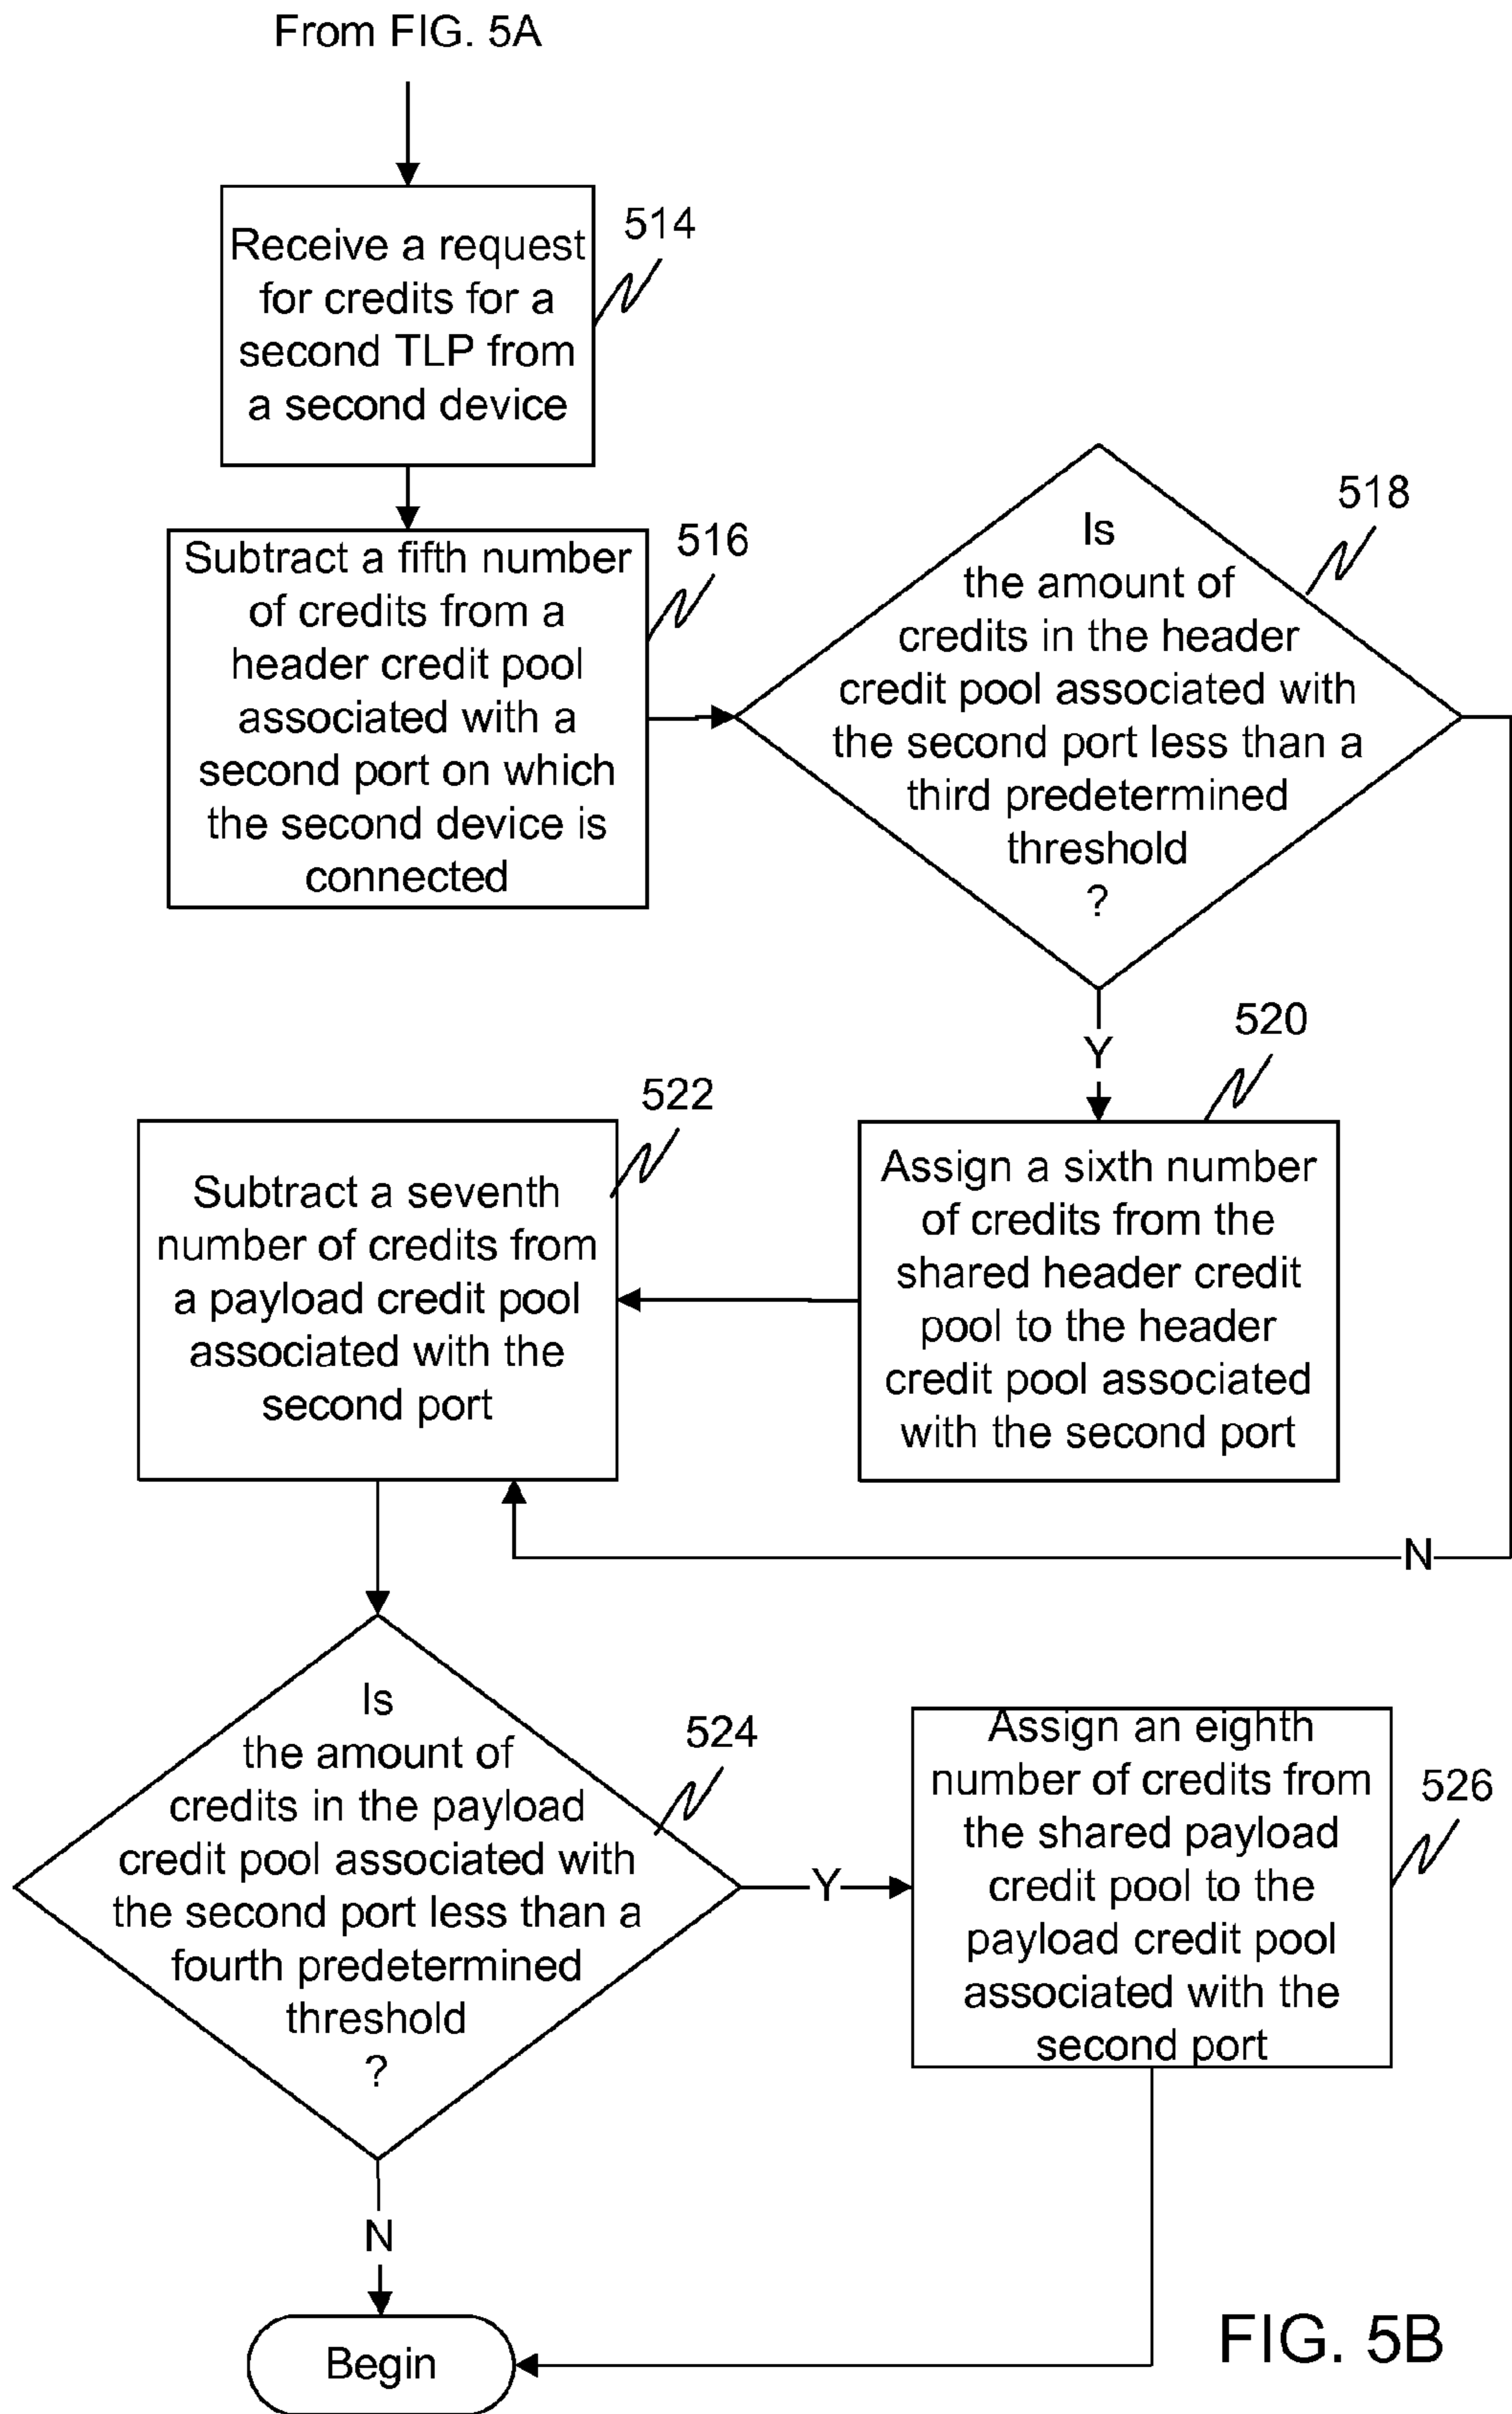 From FIG. 5A
Receive a request
for credits for a
second TLP from
a second device
514
Subtract a fifth number
of credits from a
header credit pool
associated with a
second port on which
the second device is
connected
516
Is
the amount of
credits in the header
credit pool associated with
the second port less than a
third predetermined
threshold
?
518
Y
520
Assign a sixth number
of credits from the
shared header credit
pool to the header
credit pool associated
with the second port
522
Subtract a seventh
number of credits from
a payload credit pool
associated with the
second port
N
Is
the amount of
credits in the payload
credit pool associated with
the second port less than a
fourth predetermined
threshold
?
524
Y
Assign an eighth
number of credits from
the shared payload
credit pool to the
payload credit pool
associated with the
second port
526
N
Begin
FIG. 5B